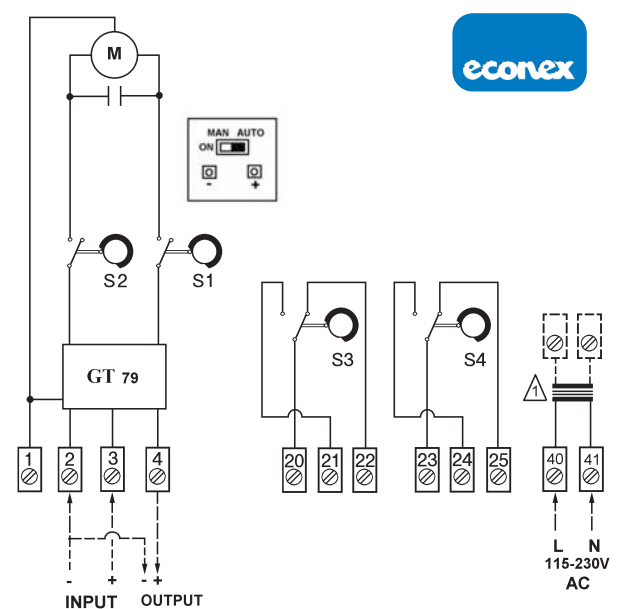 M
econex
MAN AUTO
ON
- +
S2 S1
S3 S4
GT 79
1
1 2 3 4
20 21 22 23 24 25 40 41
L N
- + - + 115-230V
INPUT OUTPUT AC